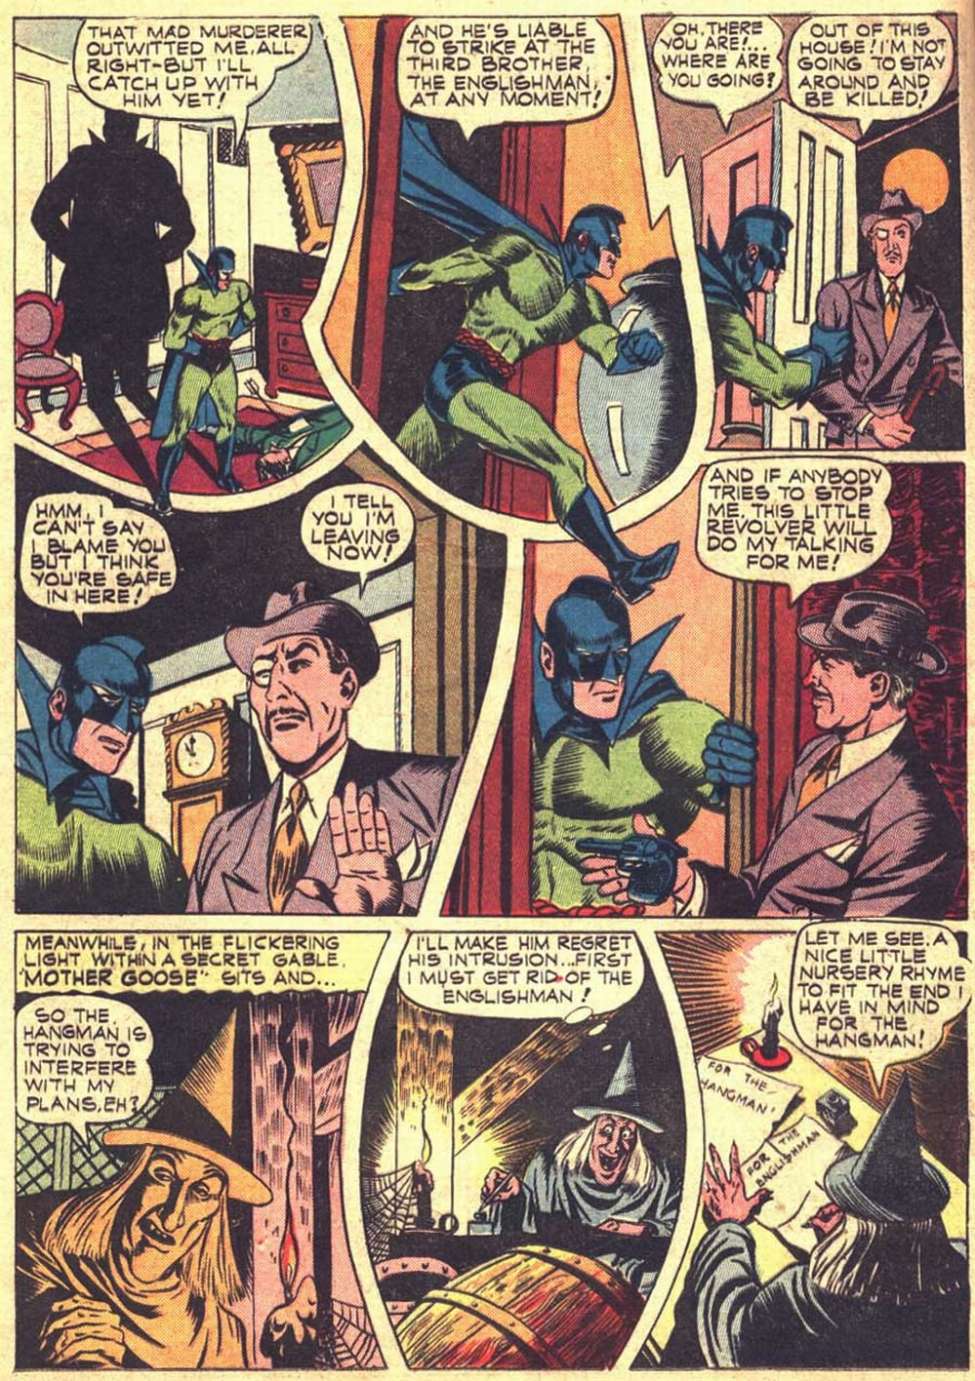 THAT MAD MURDERER
OUTWITTED ME, ALL
RIGHT-BUT I'LL
CATCH UP WITH
HIM YET!
AND HE'S LIABLE
TO STRIKE AT THE
THIRD BROTHER,
THE ENGLISHMAN,
AT ANY MOMENT!
OH, THERE
YOU ARE!...
WHERE ARE
YOU GOING?
OUT OF THIS
HOUSE! I'M NOT
GOING TO STAY
AROUND AND
BE KILLED!
HMM, I
CAN'T SAY
I BLAME YOU
BUT I THINK
YOU'RE SAFE
IN HERE!
I TELL
YOU I'M
LEAVING
NOW!
AND IF ANYBODY
TRIES TO STOP
ME, THIS LITTLE
REVOLVER WILL
DO MY TALKING
FOR ME!
MEANWHILE, IN THE FLICKERING
LIGHT WITHIN A SECRET GABLE,
"MOTHER GOOSE" SITS AND...
SO THE
HANGMAN IS
TRYING TO
INTERFERE
WITH MY
PLANS, EH?
I'LL MAKE HIM REGRET
HIS INTRUSION...FIRST
I MUST GET RID OF THE
ENGLISHMAN!
LET ME SEE, A
NICE LITTLE
NURSERY RHYME
TO FIT THE END I
HAVE IN MIND
FOR THE
HANGMAN!
FOR THE
HANGMAN!
FOR THE
ENGLISHMAN